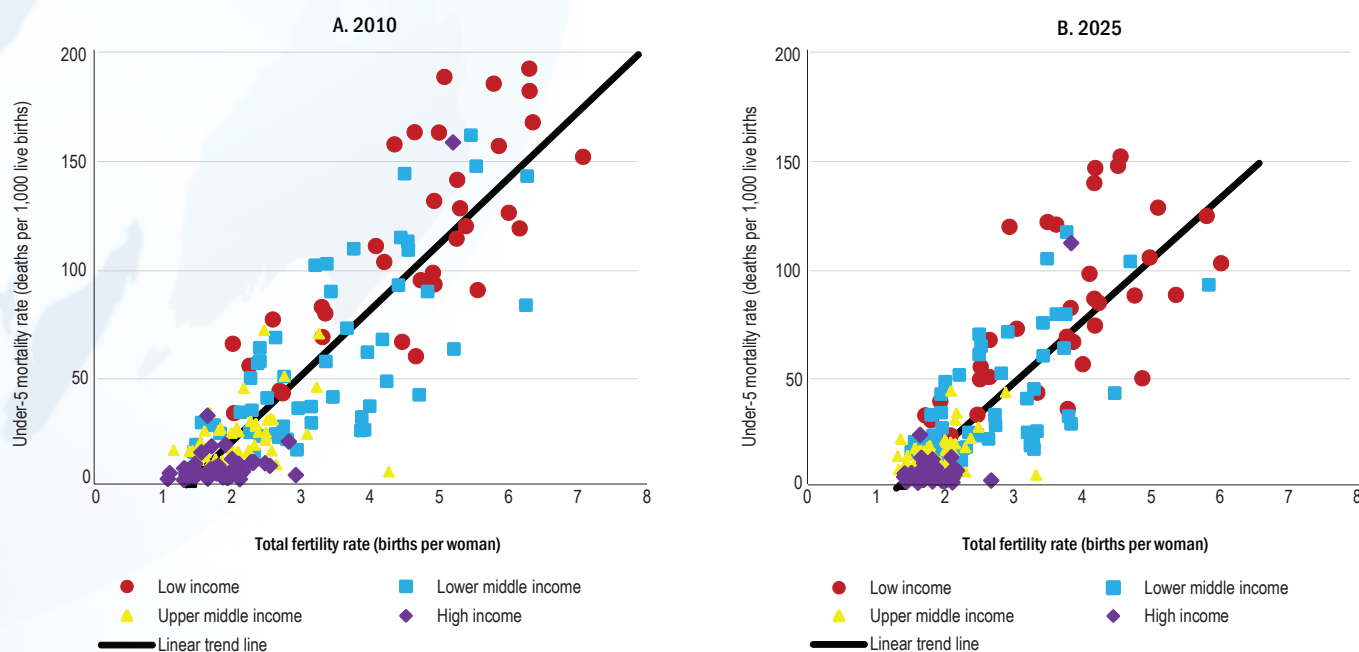 A. 2010
Under-5 mortality rate (deaths per 1,000 live births)
200
150
100
50
0
0 1 2 3 4 5 6 7 8
Total fertility rate (births per woman)
Low income
Lower middle income
Upper middle income
High income
Linear trend line
B. 2025
Under-5 mortality rate (deaths per 1,000 live births
200
150
100
50
0
0 1 2 3 4 5 6 7 8
Total fertility rate (births per woman)
Low income
Lower middle income
Upper middle income
High income
Linear trend line